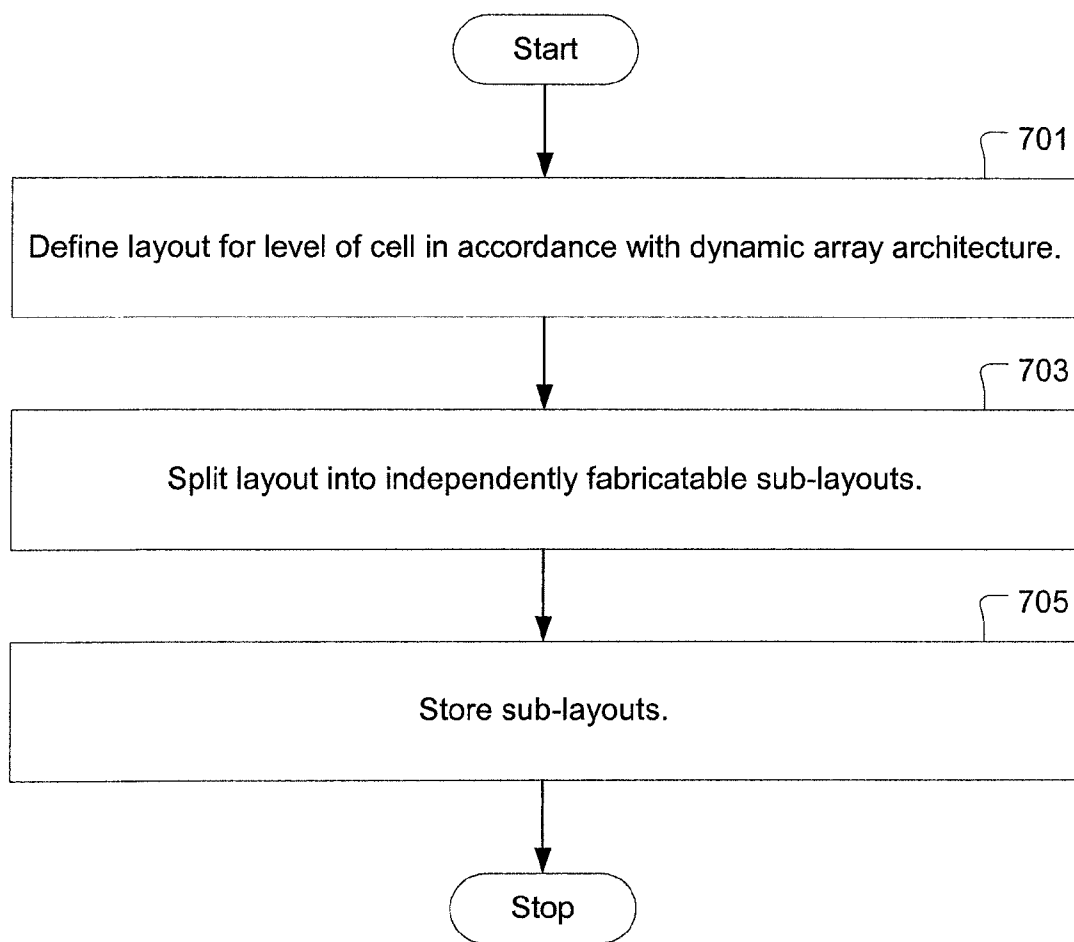 Start
701
Define layout for level of cell in accordance with dynamic array architecture.
703
Split layout into independently fabricatable sub-layouts.
705
Store sub-layouts.
Stop